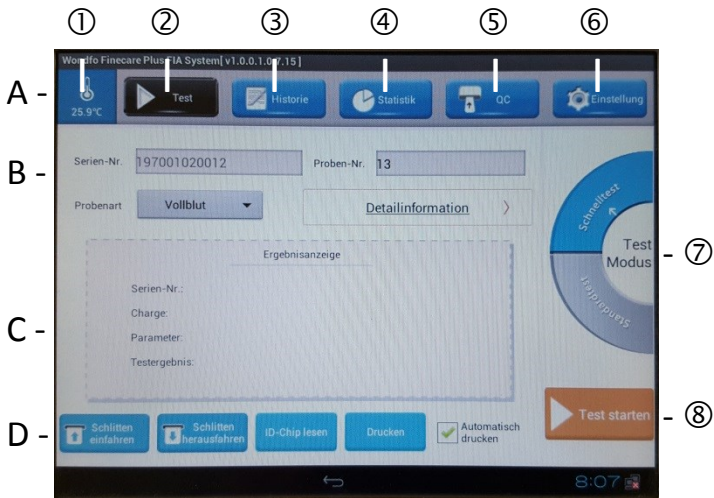 ① ② ③ ④ ⑤ ⑥
Wondfo Finecare Plus FIA System[ v1.0.0.1.0.7.15 ]
A -
25.9°C
Test
Historie
Statistik
QC
Einstellung
B -
Serien-Nr. 197001020012 Proben-Nr. 13
Probenart Vollblut Detailinformation
Schnelltest
Test
Modus
- ⑦
Standardtest
Ergebnisanzeige
Serien-Nr.:
Charge:
C -
Parameter:
Testergebnis:
Test starten
- ⑧
D -
Schlitten
einfahren
Schlitten
herausfahren
ID-Chip lesen
Drucken
Automatisch
drucken
8:07